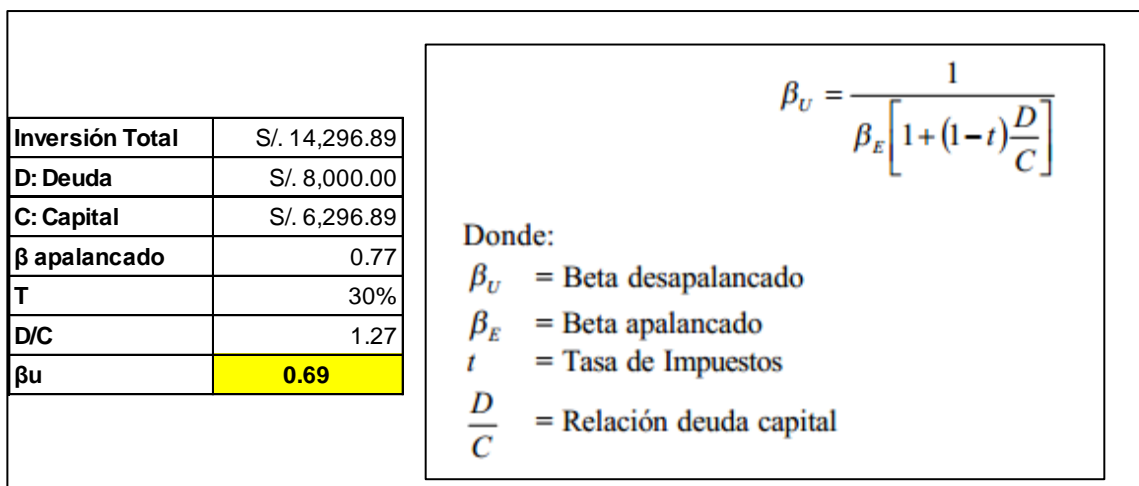 Inversión Total S/. 14,296.89
D: Deuda S/. 8,000.00
C: Capital S/. 6,296.89
β apalancado 0.77
T 30%
D/C 1.27
βu 0.69
β_U = 1 / β_E [1 + (1 − t) D/C]
Donde:
β_U = Beta desapalancado
β_E = Beta apalancado
t = Tasa de Impuestos
D/C = Relación deuda capital